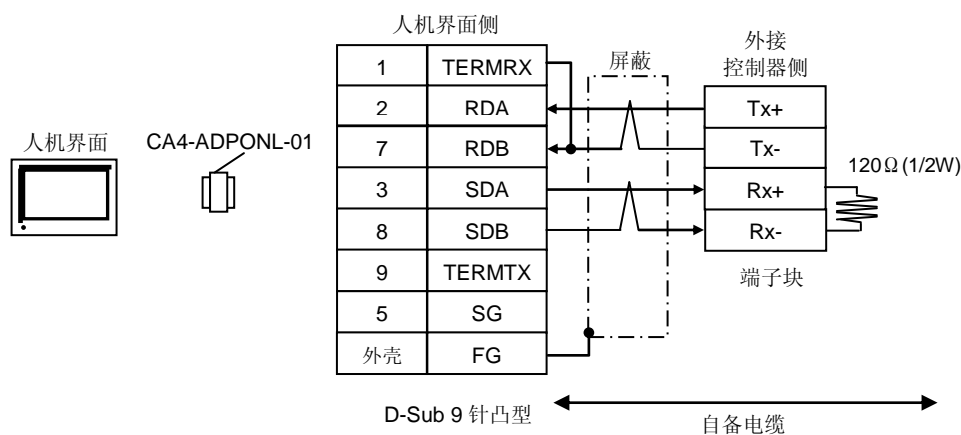 人机界面侧
外接
控制器侧
屏蔽
人机界面
CA4-ADPONL-01
1 TERMRX
2 RDA
7 RDB
3 SDA
8 SDB
9 TERMTX
5 SG
外壳 FG
Tx+
Tx-
Rx+
Rx-
120Ω(1/2W)
端子块
D-Sub 9 针凸型
自备电缆